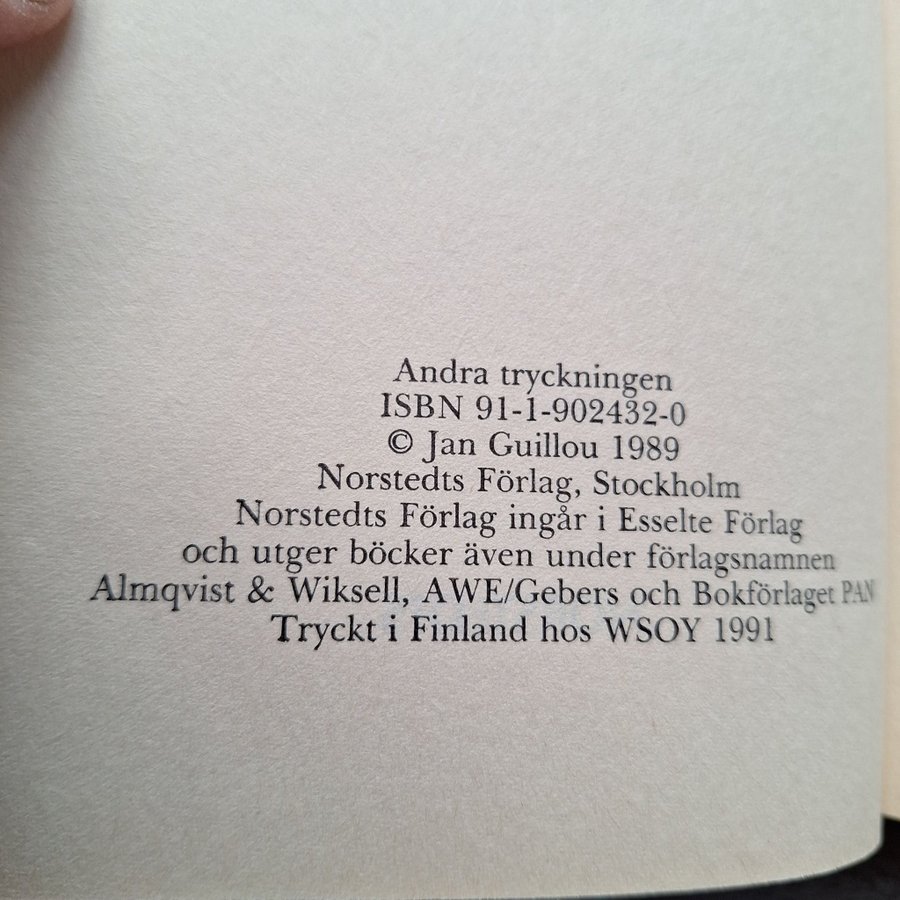 Andra tryckningen
ISBN 91-1-902432-0
© Jan Guillou 1989
Norstedts Förlag, Stockholm
Norstedts Förlag ingår i Esselte Förlag
och utger böcker även under förlagsnamnen
Almqvist & Wiksell, AWE/Gebers och Bokförlaget PAN
Tryckt i Finland hos WSOY 1991